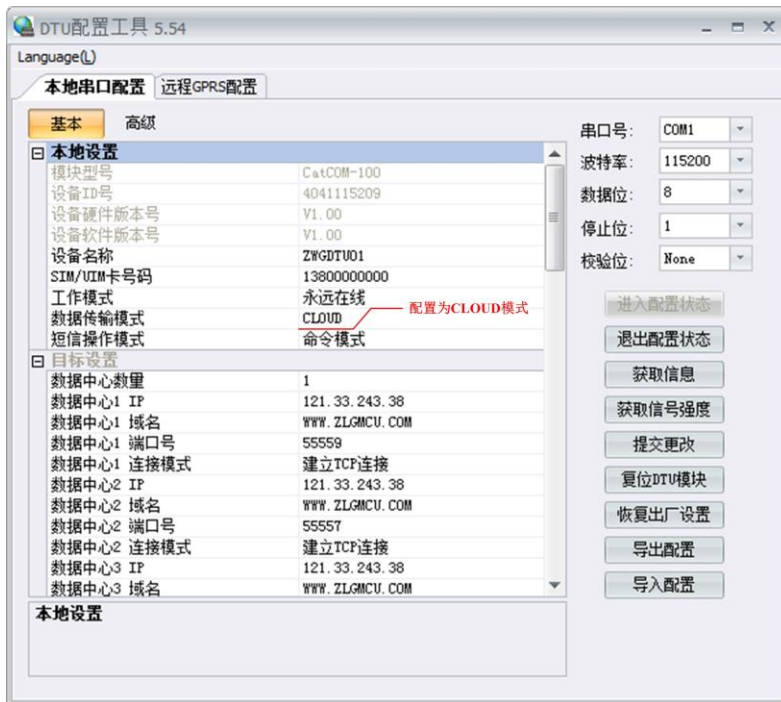 DTU配置工具 5.54
Language(L)
本地串口配置 远程GPRS配置
基本 高级
本地设置
模块型号 CatCOM-100
设备ID号 4041115209
设备硬件版本号 V1.00
设备软件版本号 V1.00
设备名称 ZWGDTU01
SIM/UIM卡号码 13800000000
工作模式 永远在线
数据传输模式 CLOUD
配置为CLOUD模式
短信操作模式 命令模式
目标设置
数据中心数量 1
数据中心1 IP 121.33.243.38
数据中心1 域名 WWW.ZLGMCU.COM
数据中心1 端口号 55559
数据中心1 连接模式 建立TCP连接
数据中心2 IP 121.33.243.38
数据中心2 域名 WWW.ZLGMCU.COM
数据中心2 端口号 55557
数据中心2 连接模式 建立TCP连接
数据中心3 IP 121.33.243.38
数据中心3 域名 WWW.ZLGMCU.COM
本地设置
串口号: COM1
波特率: 115200
数据位: 8
停止位: 1
校验位: None
进入配置状态
退出配置状态
获取信息
获取信号强度
提交更改
复位DTU模块
恢复出厂设置
导出配置
导入配置